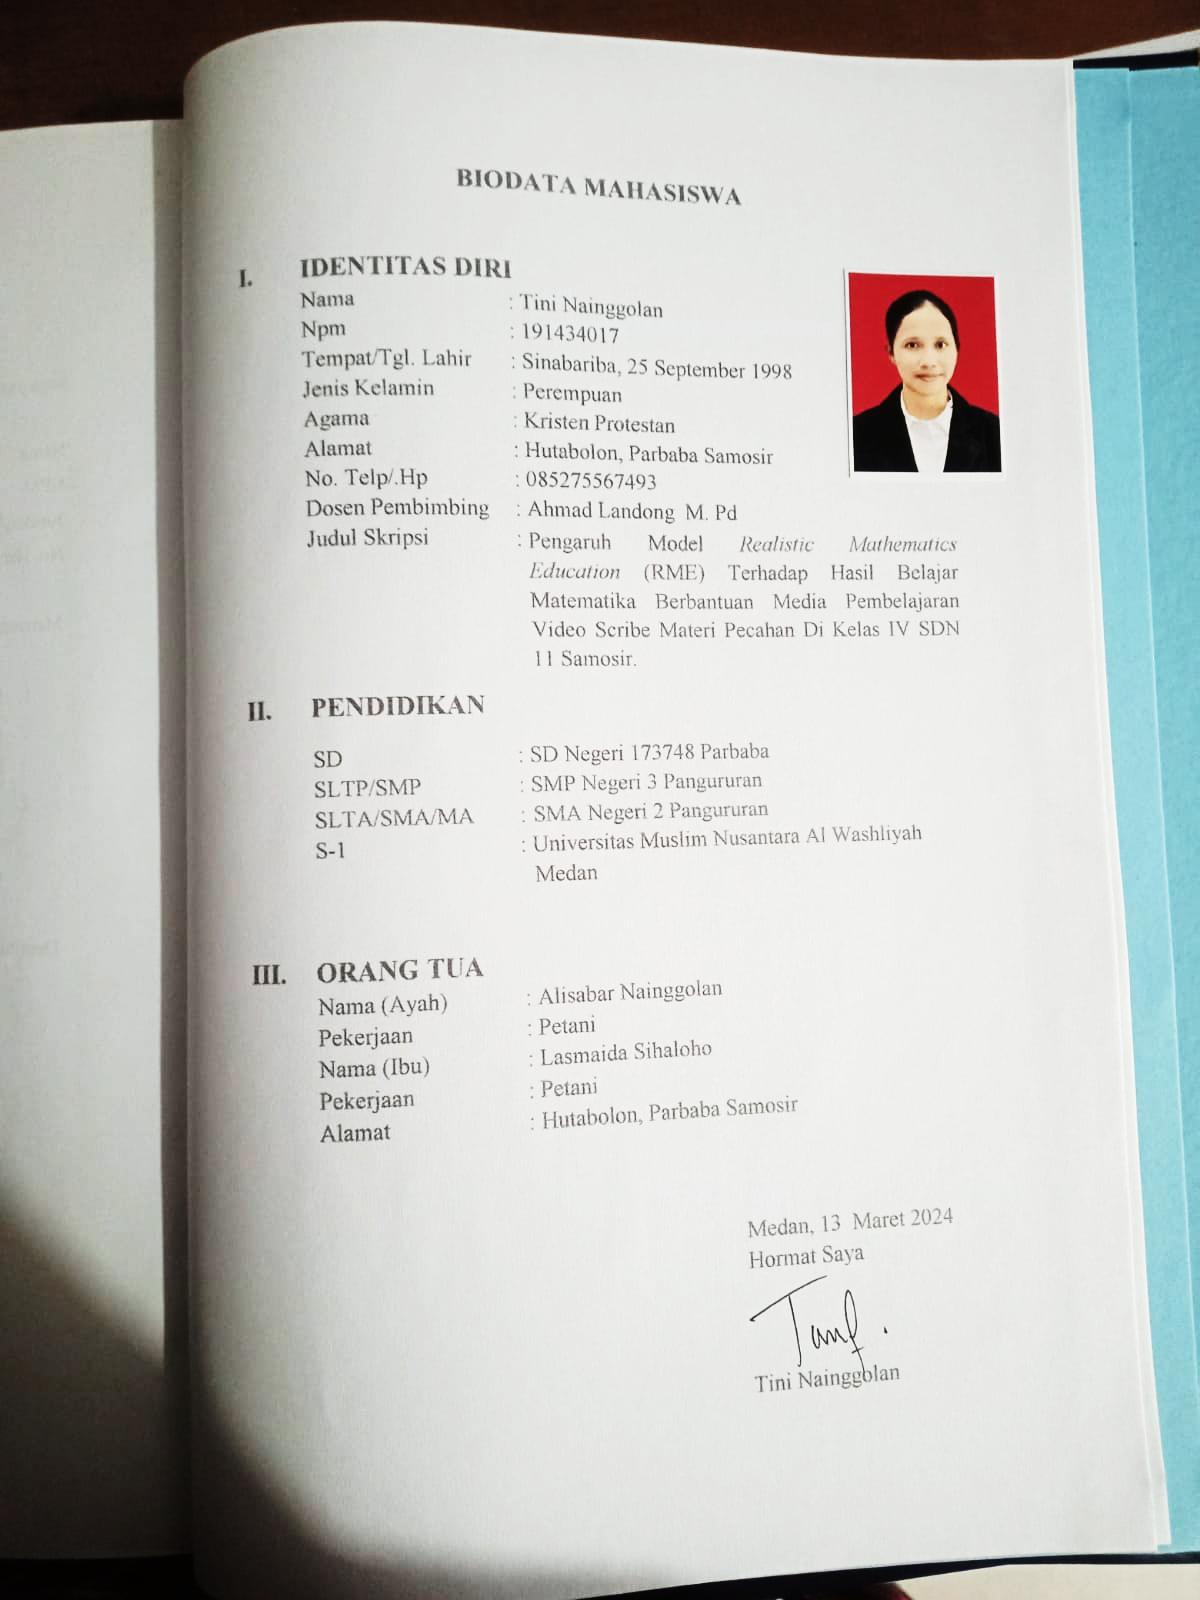 BIODATA MAHASISWA
I. IDENTITAS DIRI
Nama : Tini Nainggolan
Npm : 191434017
Tempat/Tgl. Lahir : Sinabariba, 25 September 1998
Jenis Kelamin : Perempuan
Agama : Kristen Protestan
Alamat : Hutabolon, Parbaba Samosir
No. Telp/.Hp : 085275567493
Dosen Pembimbing : Ahmad Landong M. Pd
Judul Skripsi : Pengaruh Model Realistic Mathematics
Education (RME) Terhadap Hasil Belajar
Matematika Berbantuan Media Pembelajaran
Video Scribe Materi Pecahan Di Kelas IV SDN
11 Samosir.
II. PENDIDIKAN
SD : SD Negeri 173748 Parbaba
SLTP/SMP : SMP Negeri 3 Pangururan
SLTA/SMA/MA : SMA Negeri 2 Pangururan
S-1 : Universitas Muslim Nusantara Al Washliyah
Medan
III. ORANG TUA
Nama (Ayah) : Alisabar Nainggolan
Pekerjaan : Petani
Nama (Ibu) : Lasmaida Sihaloho
Pekerjaan : Petani
Alamat : Hutabolon, Parbaba Samosir
Medan, 13 Maret 2024
Hormat Saya
Tini Nainggolan